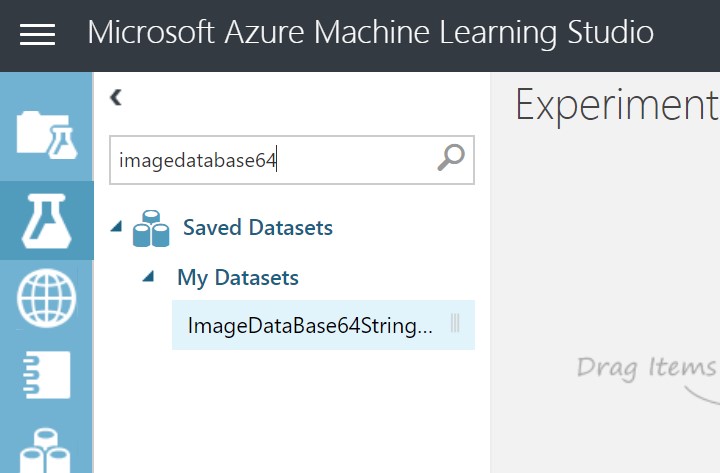 Microsoft Azure Machine Learning Studio
Experiment
imagedatabase64
Saved Datasets
My Datasets
ImageDataBase64String...
Drag Items